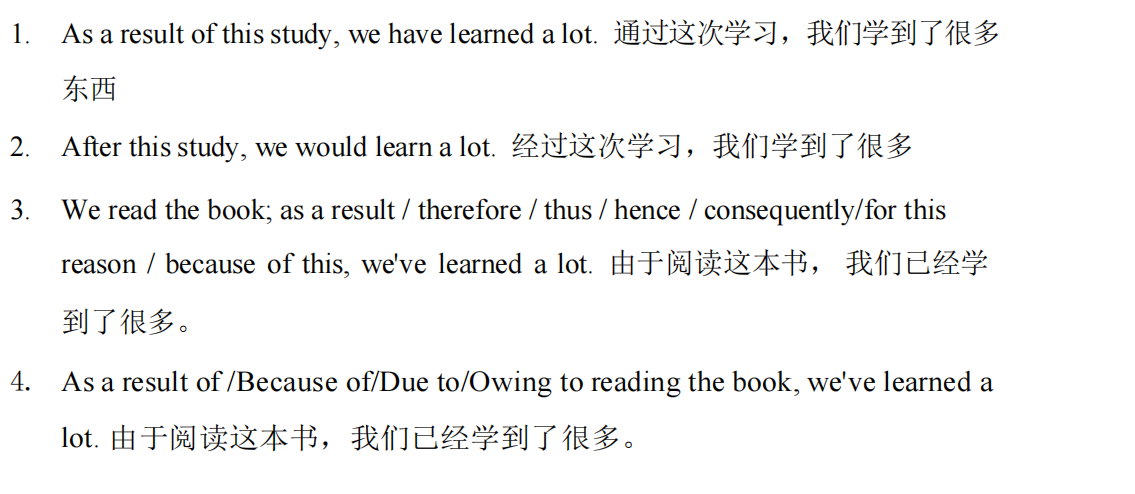 1. As a result of this study, we have learned a lot. 通过这次学习，我们学到了很多
东西
2. After this study, we would learn a lot. 经过这次学习，我们学到了很多
3. We read the book; as a result / therefore / thus / hence / consequently/for this
reason / because of this, we've learned a lot. 由于阅读这本书， 我们已经学
到了很多。
4. As a result of /Because of/Due to/Owing to reading the book, we've learned a
lot. 由于阅读这本书，我们已经学到了很多。